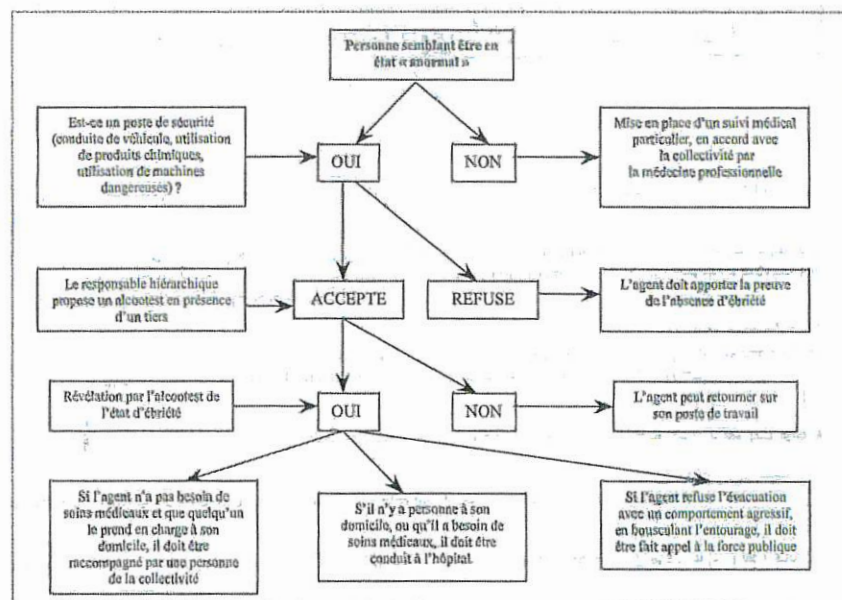 Personne semblant être en
état « anormal »
Est-ce un poste de sécurité
(conduite de véhicule, utilisation
de produits chimiques,
utilisation de machines
dangereuses) ?
OUI
NON
Mise en place d'un suivi médical
particulier, en accord avec
la collectivité par
la médecine professionnelle
Le responsable hiérarchique
propose un alcootest en présence
d'un tiers
ACCEPTE
REFUSE
L'agent doit apporter la preuve
de l'absence d'ébriété
Révélation par l'alcootest de
l'état d'ébriété
OUI
NON
L'agent peut retourner sur
son poste de travail
Si l'agent n'a pas besoin de
soins médicaux et que quelqu'un
le prend en charge à son
domicile, il doit être
raccompagné par une personne
de la collectivité
S'il n'y a personne à son
domicile, ou qu'il a besoin de
soins médicaux, il doit être
conduit à l'hôpital.
Si l'agent refuse l'évacuation
avec un comportement agressif,
en bousculant l'entourage, il doit
être fait appel à la force publique